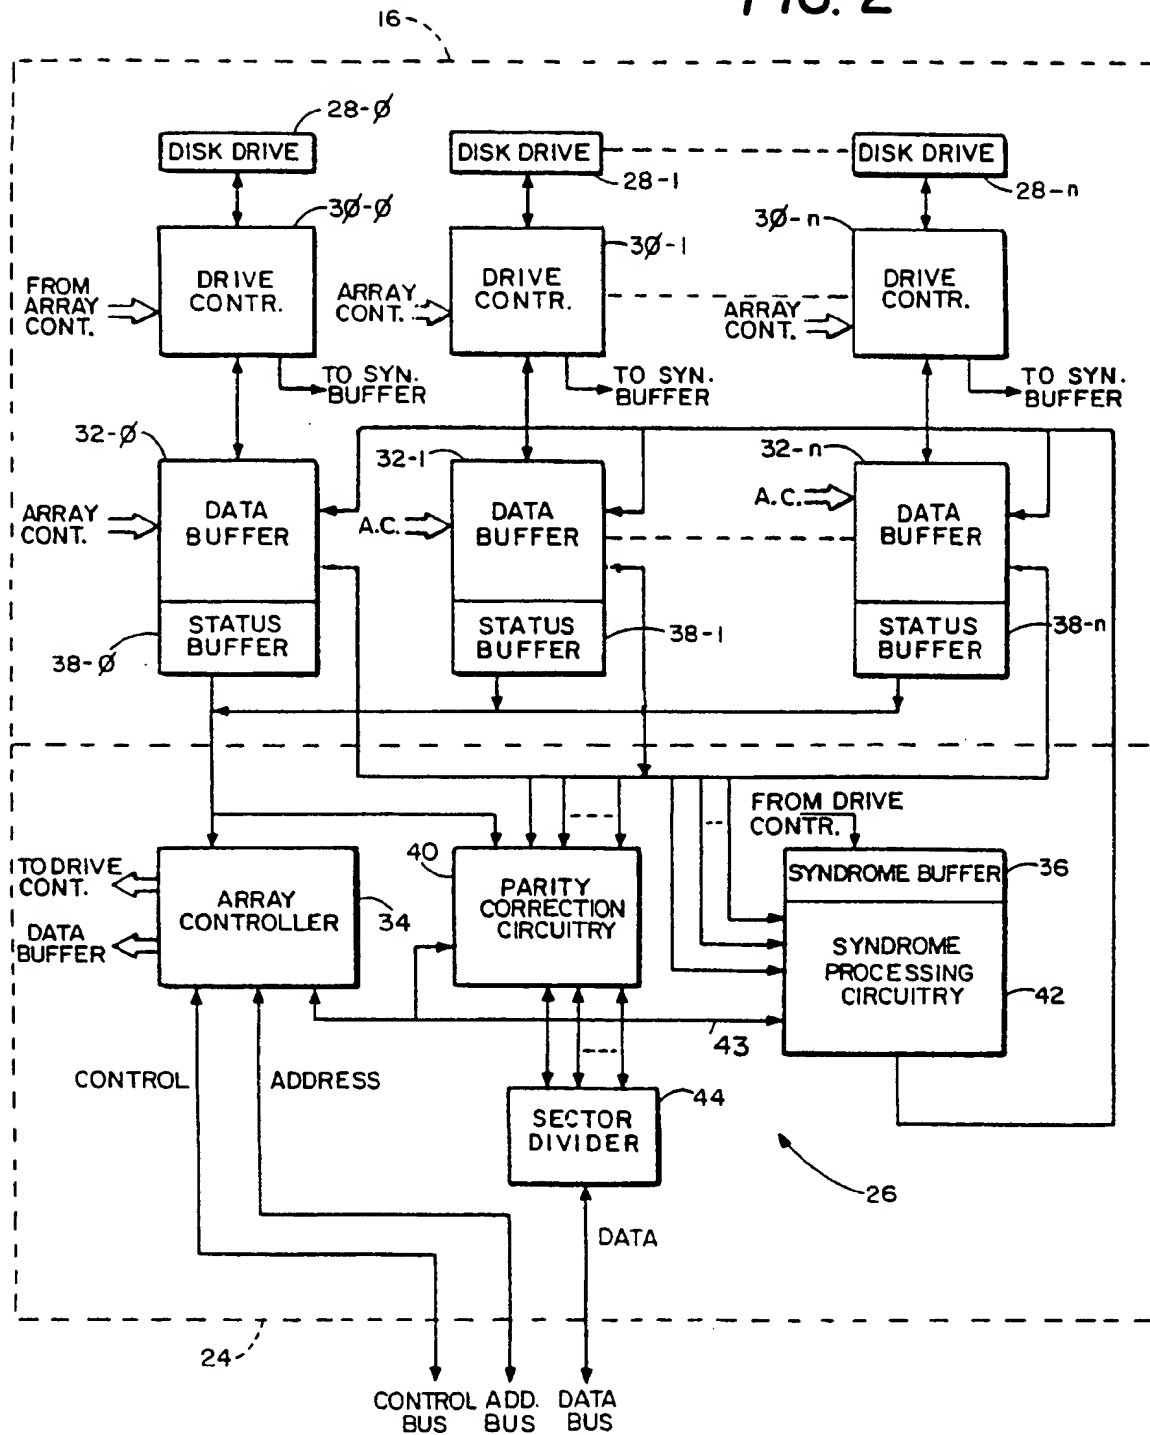 FIG. 2
16
28-Ø
DISK DRIVE
DISK DRIVE
DISK DRIVE
28-1
28-n
3Ø-Ø
3Ø-1
3Ø-n
FROM
ARRAY
CONT.
DRIVE
CONTR.
ARRAY
CONT.
DRIVE
CONTR.
ARRAY
CONT.
DRIVE
CONTR.
TO SYN.
BUFFER
TO SYN.
BUFFER
TO SYN.
BUFFER
32-Ø
32-1
32-n
ARRAY
CONT.
DATA
BUFFER
A.C.
DATA
BUFFER
A.C.
DATA
BUFFER
STATUS
BUFFER
STATUS
BUFFER
STATUS
BUFFER
38-Ø
38-1
38-n
FROM DRIVE
CONTR.
TO DRIVE
CONT.
DATA
BUFFER
ARRAY
CONTROLLER
34
40
PARITY
CORRECTION
CIRCUITRY
SYNDROME BUFFER
36
SYNDROME
PROCESSING
CIRCUITRY
42
43
CONTROL
ADDRESS
SECTOR
DIVIDER
44
26
DATA
24
CONTROL
BUS
ADD.
BUS
DATA
BUS